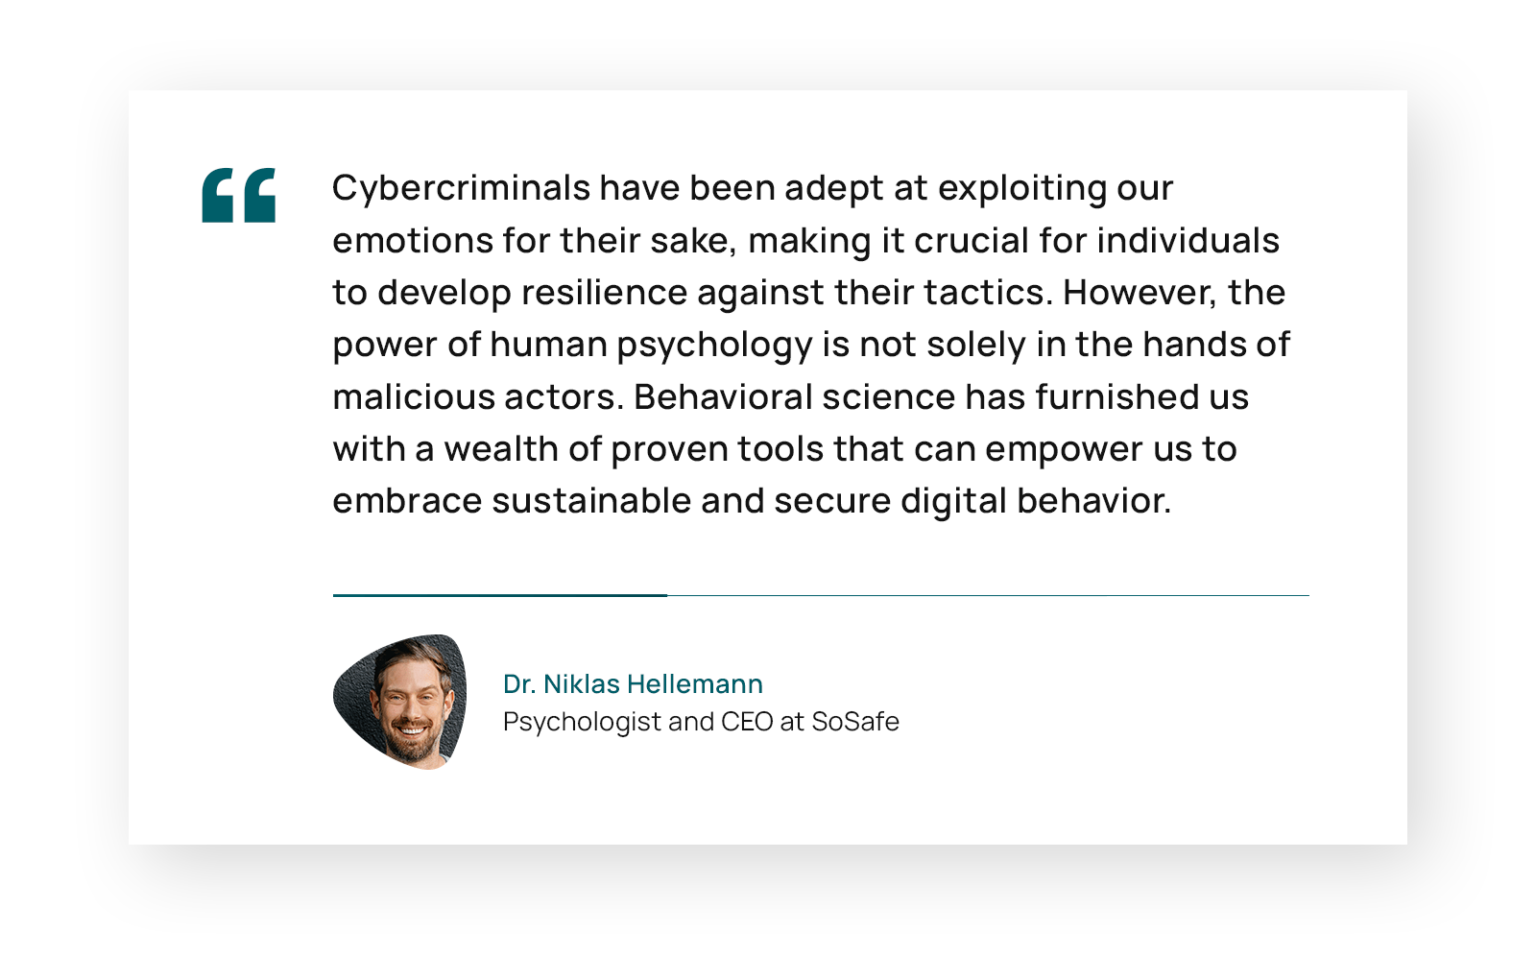 Cybercriminals have been adept at exploiting our
emotions for their sake, making it crucial for individuals
to develop resilience against their tactics. However, the
power of human psychology is not solely in the hands of
malicious actors. Behavioral science has furnished us
with a wealth of proven tools that can empower us to
embrace sustainable and secure digital behavior.
Dr. Niklas Hellemann
Psychologist and CEO at SoSafe